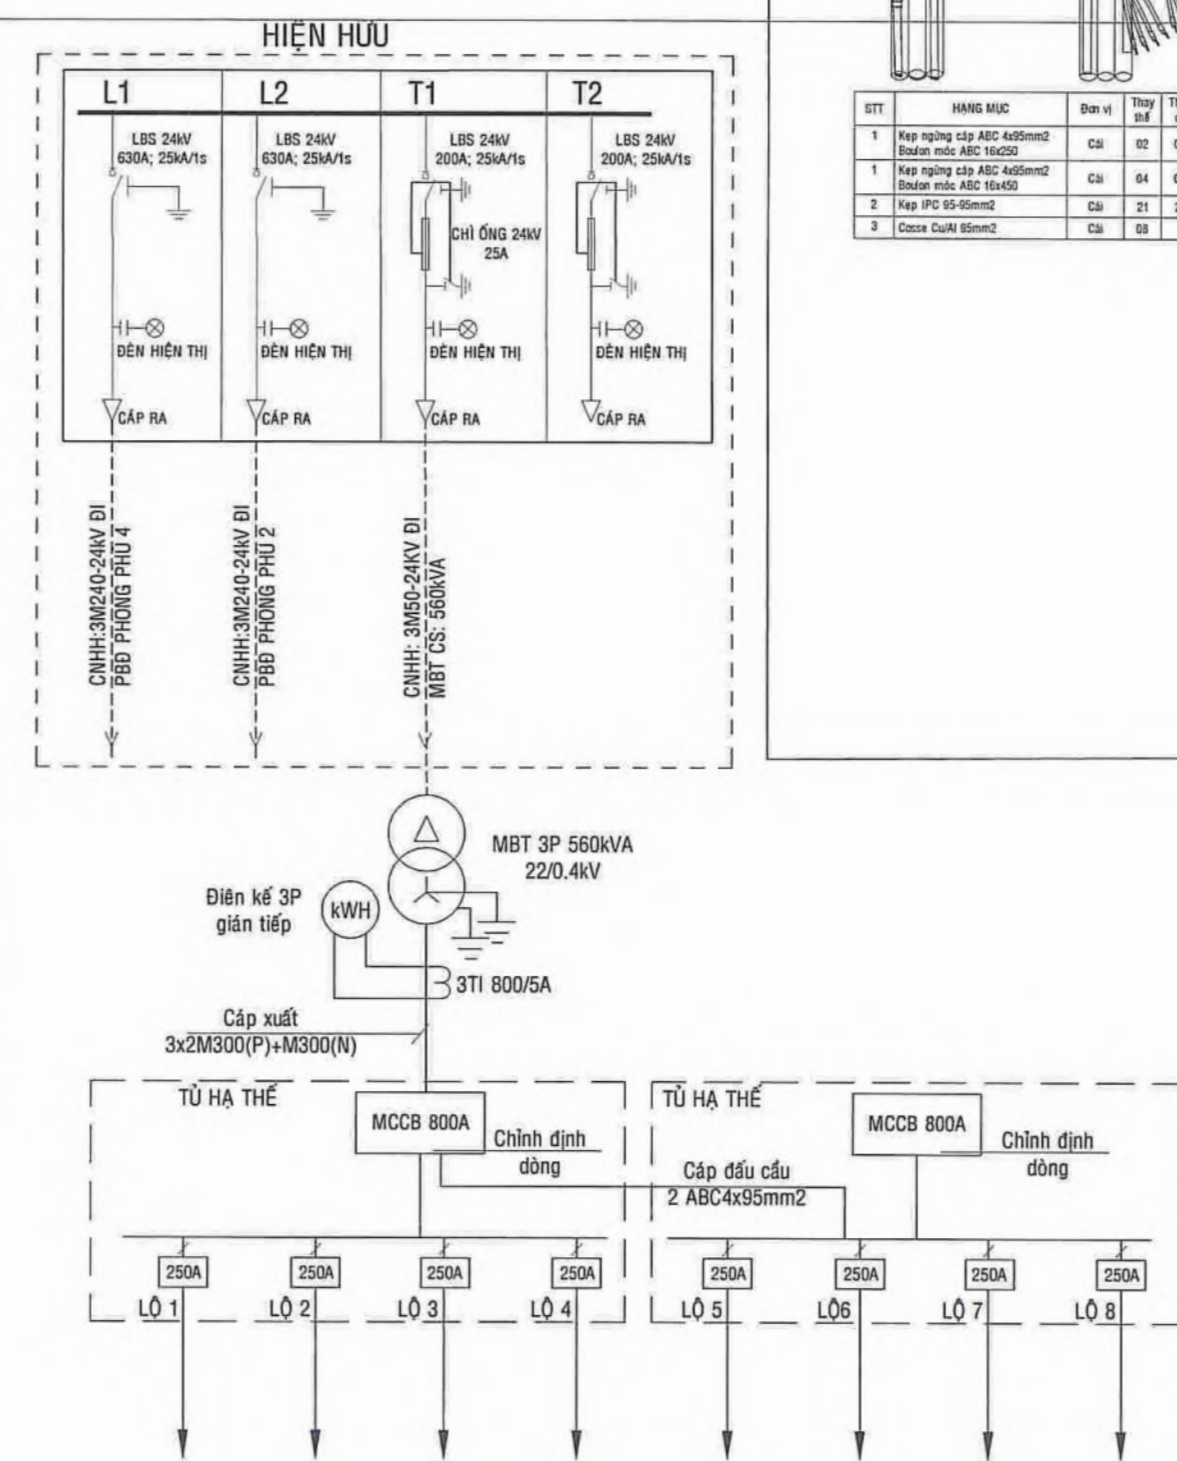 HIỆN HỮU
L1
L2
T1
T2
LBS 24kV
630A; 25kA/1s
LBS 24kV
630A; 25kA/1s
LBS 24kV
200A; 25kA/1s
LBS 24kV
200A; 25kA/1s
CHÌ ỐNG 24kV
25A
ĐÈN HIỆN THỊ
ĐÈN HIỆN THỊ
ĐÈN HIỆN THỊ
ĐÈN HIỆN THỊ
CÁP RA
CÁP RA
CÁP RA
CÁP RA
CNHH:3M240-24kV ĐI
PBĐ PHONG PHÚ 4
CNHH:3M240-24kV ĐI
PBĐ PHONG PHÚ 2
CNHH: 3M50-24KV ĐI
MBT CS: 560kVA
STT HẠNG MỤC Đơn vị Thay thế
1 Kẹp ngừng cáp ABC 4x95mm2
Boulon móc ABC 16x250 Cái 02
1 Kẹp ngừng cáp ABC 4x95mm2
Boulon móc ABC 16x450 Cái 04
2 Kẹp IPC 95-95mm2 Cái 21
3 Cosse Cu/Al 95mm2 Cái 08
MBT 3P 560kVA
22/0.4kV
Điên kế 3P
gián tiếp
kWH
3TI 800/5A
Cáp xuất
3x2M300(P)+M300(N)
TỦ HẠ THẾ
MCCB 800A
Chỉnh định
dòng
Cáp đấu cầu
2 ABC4x95mm2
TỦ HẠ THẾ
MCCB 800A
Chỉnh định
dòng
250A
250A
250A
250A
250A
250A
250A
250A
LỘ 1
LỘ 2
LỘ 3
LỘ 4
LỘ 5
LỘ6
LỘ 7
LỘ 8